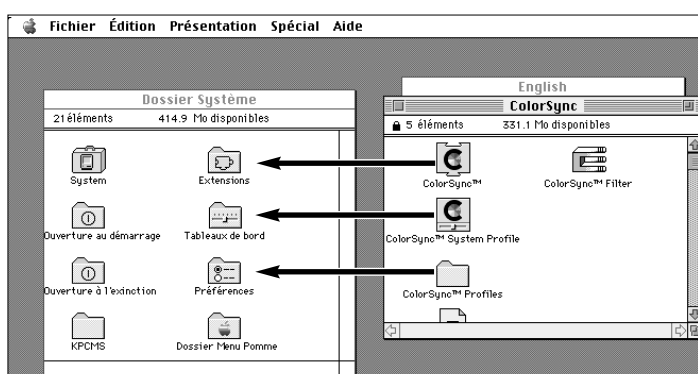 Fichier Édition Présentation Spécial Aide
Dossier Système
21 éléments 414.9 Mo disponibles
System
Extensions
Ouverture au démarrage
Tableaux de bord
Ouverture à l'exinction
Préférences
KPCMS
Dossier Menu Pomme
English
ColorSync
5 éléments 331.1 Mo disponibles
ColorSync™
ColorSync™ Filter
ColorSync™ System Profile
ColorSync™ Profiles